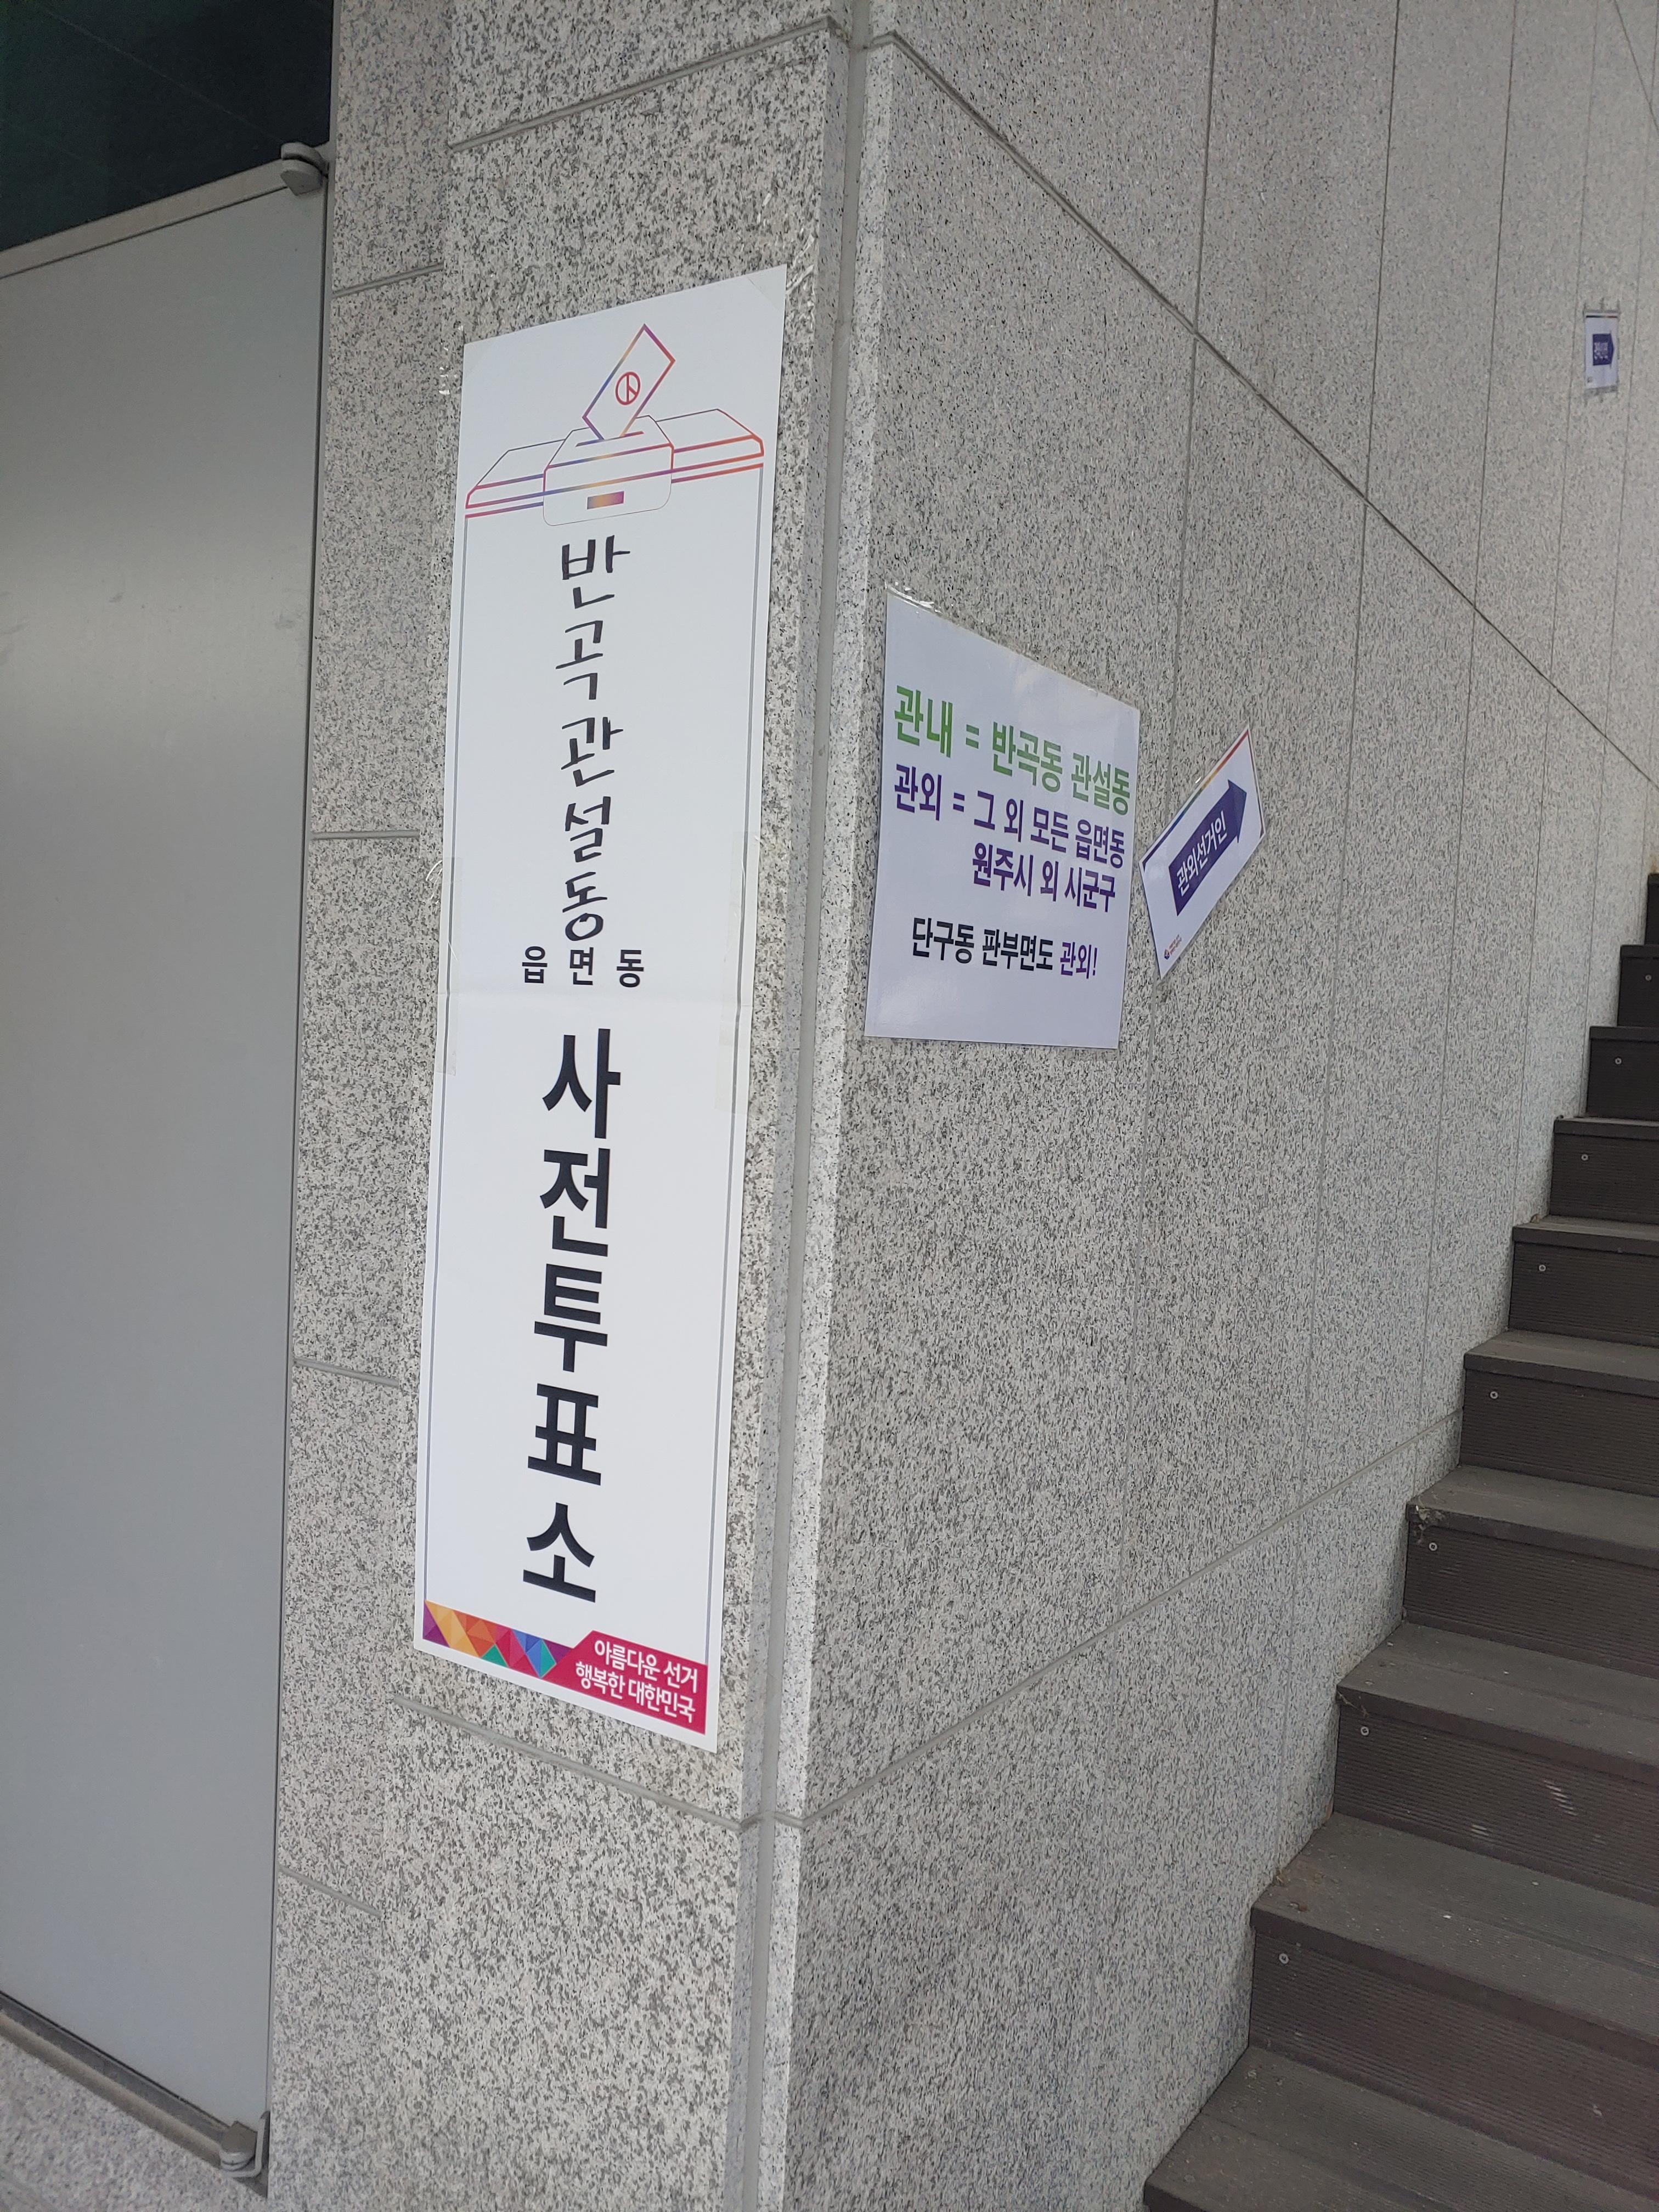 반곡관설동
읍면동
사전투표소
아름다운 선거
행복한 대한민국
관내 = 반곡동 관설동
관외 = 그 외 모든 읍면동
원주시 외 시군구
단구동 판부면도 관외!
관외선거인